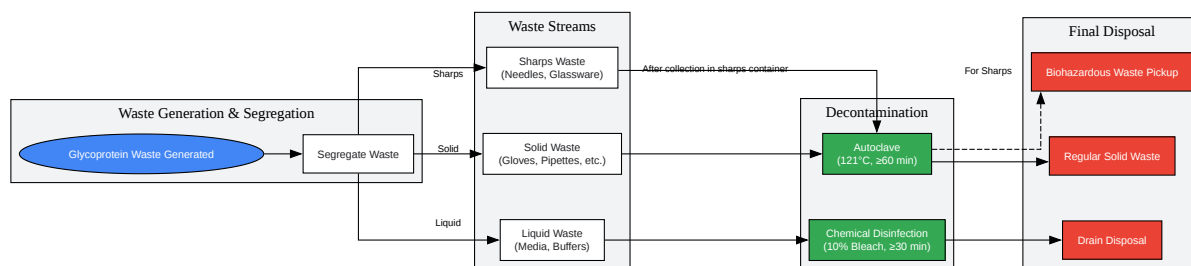 Waste Generation & Segregation
Glycoprotein Waste Generated
Segregate Waste
Sharps
Solid
Liquid
Waste Streams
Sharps Waste
(Needles, Glassware)
Solid Waste
(Gloves, Pipettes, etc.)
Liquid Waste
(Media, Buffers)
After collection in sharps container
Decontamination
Autoclave
(121°C, ≥60 min)
Chemical Disinfection
(10% Bleach, ≥30 min)
For Sharps
Final Disposal
Biohazardous Waste Pickup
Regular Solid Waste
Drain Disposal